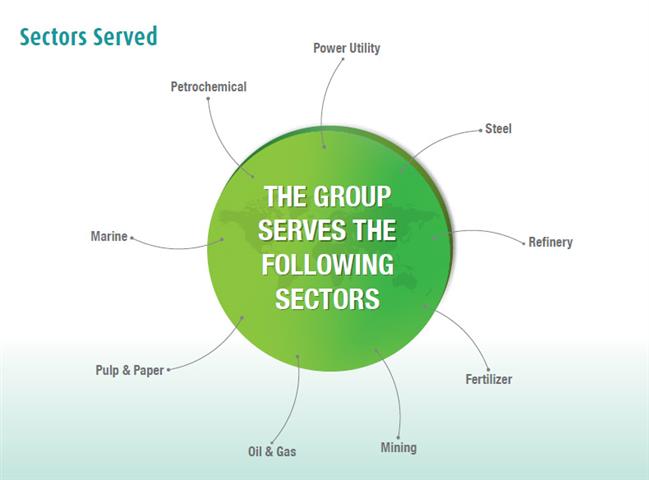 Sectors Served
Power Utility
Petrochemical
Steel
THE GROUP
SERVES THE
FOLLOWING
SECTORS
Marine
Refinery
Pulp & Paper
Fertilizer
Oil & Gas
Mining